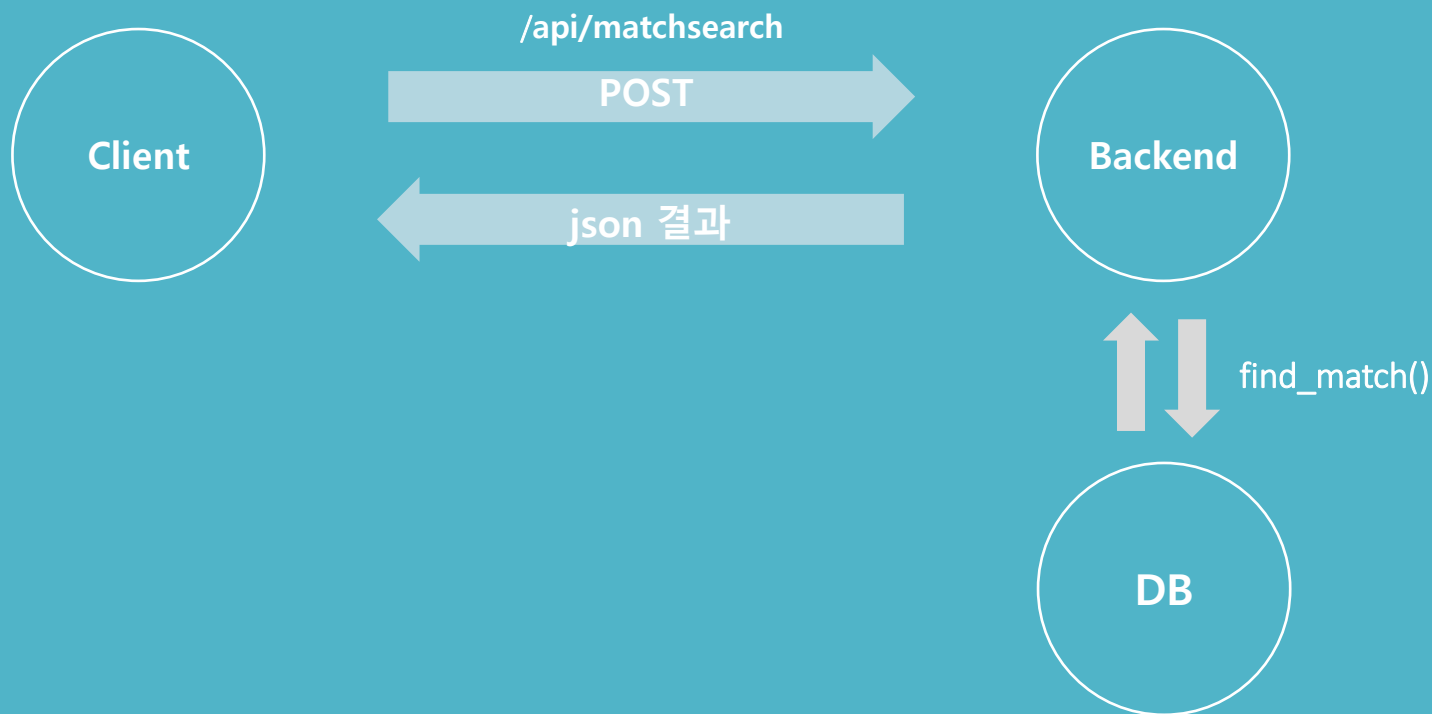 /api/matchsearch
POST
Client
Backend
json 결과
find_match()
DB